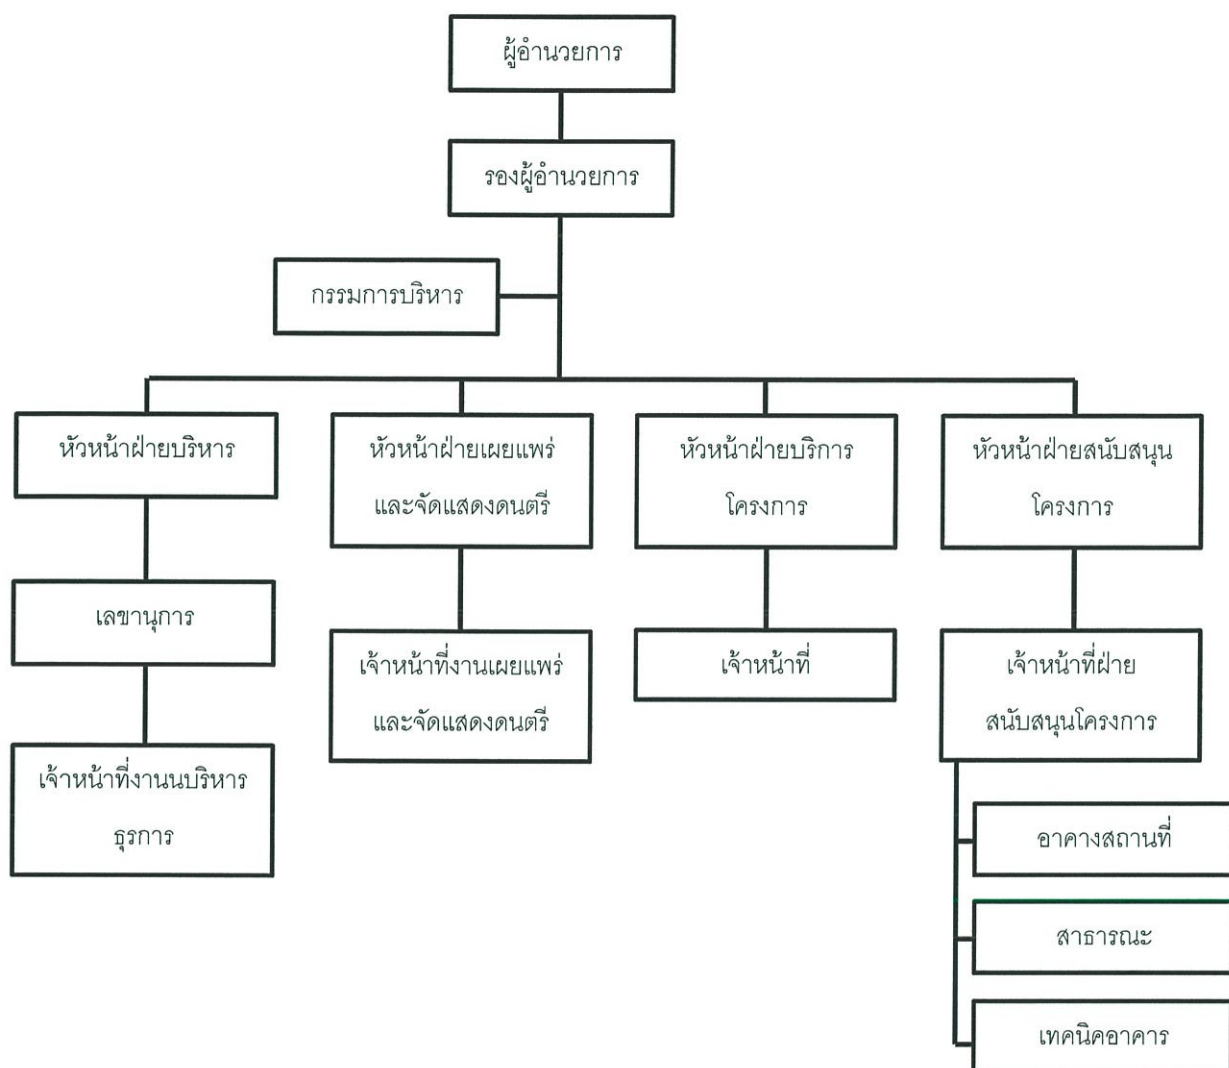 ผู้อำนวยการ
รองผู้อำนวยการ
กรรมการบริหาร
หัวหน้าฝ่ายบริหาร
หัวหน้าฝ่ายเผยแพร่
และจัดแสดงดนตรี
หัวหน้าฝ่ายบริการ
โครงการ
หัวหน้าฝ่ายสนับสนุน
โครงการ
เลขานุการ
เจ้าหน้าที่งานเผยแพร่
และจัดแสดงดนตรี
เจ้าหน้าที่
เจ้าหน้าที่ฝ่าย
สนับสนุนโครงการ
เจ้าหน้าที่งานนบริหาร
ธุรการ
อาคางสถานที่
สาธารณะ
เทคนิคอาคาร